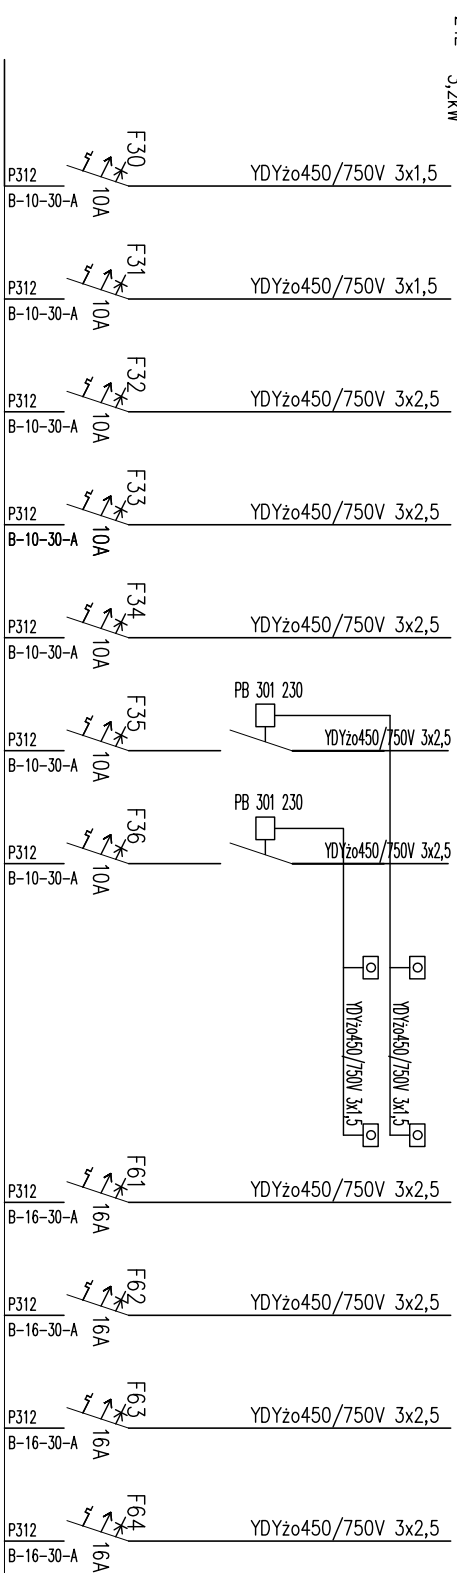 3,2kW
F30
YDYżo450/750V 3x1,5
P312
B-10-30-A
10A
F31
YDYżo450/750V 3x1,5
P312
B-10-30-A
10A
F32
YDYżo450/750V 3x2,5
P312
B-10-30-A
10A
F33
YDYżo450/750V 3x2,5
P312
B-10-30-A
10A
F34
YDYżo450/750V 3x2,5
P312
B-10-30-A
10A
PB 301 230
F35
YDYżo450/750V 3x2,5
P312
B-10-30-A
10A
PB 301 230
F36
YDYżo450/750V 3x2,5
P312
B-10-30-A
10A
YDYżo450/750V 3x1,5
YDYżo450/750V 3x1,5
F61
YDYżo450/750V 3x2,5
P312
B-16-30-A
16A
F62
YDYżo450/750V 3x2,5
P312
B-16-30-A
16A
F63
YDYżo450/750V 3x2,5
P312
B-16-30-A
16A
F64
YDYżo450/750V 3x2,5
P312
B-16-30-A
16A